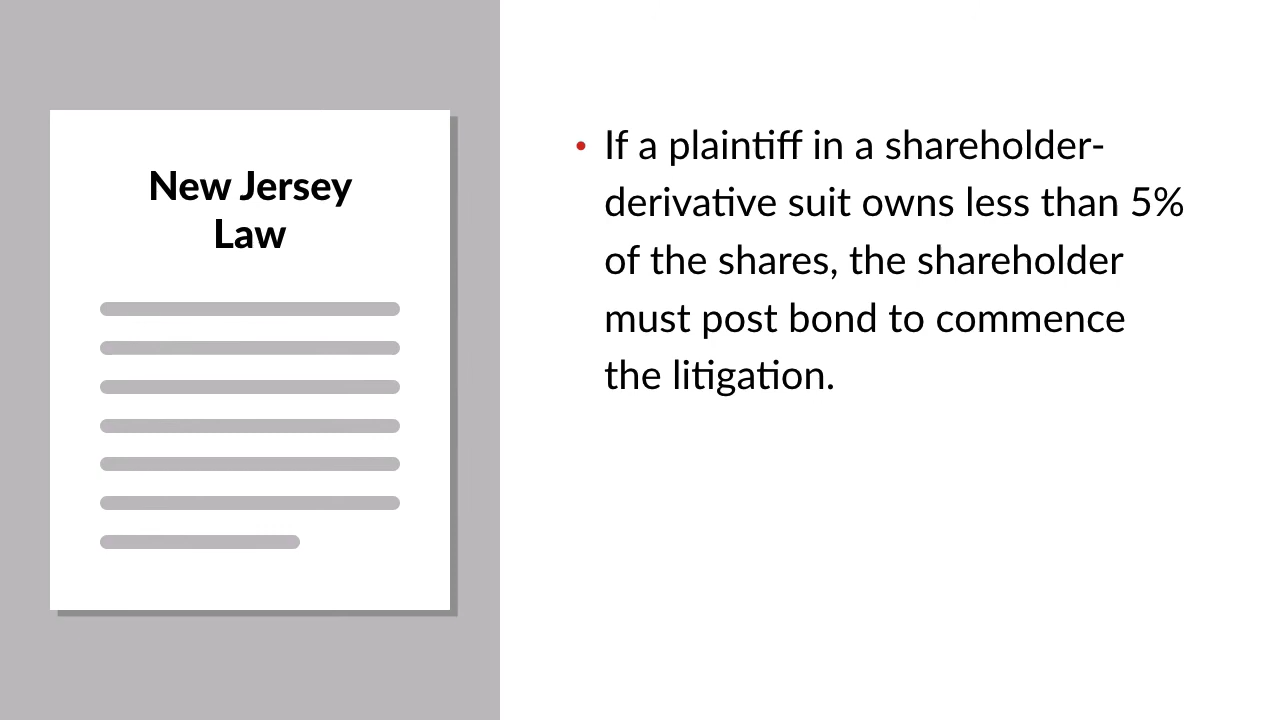 New Jersey
Law
• If a plaintiff in a shareholder-
derivative suit owns less than 5%
of the shares, the shareholder
must post bond to commence
the litigation.